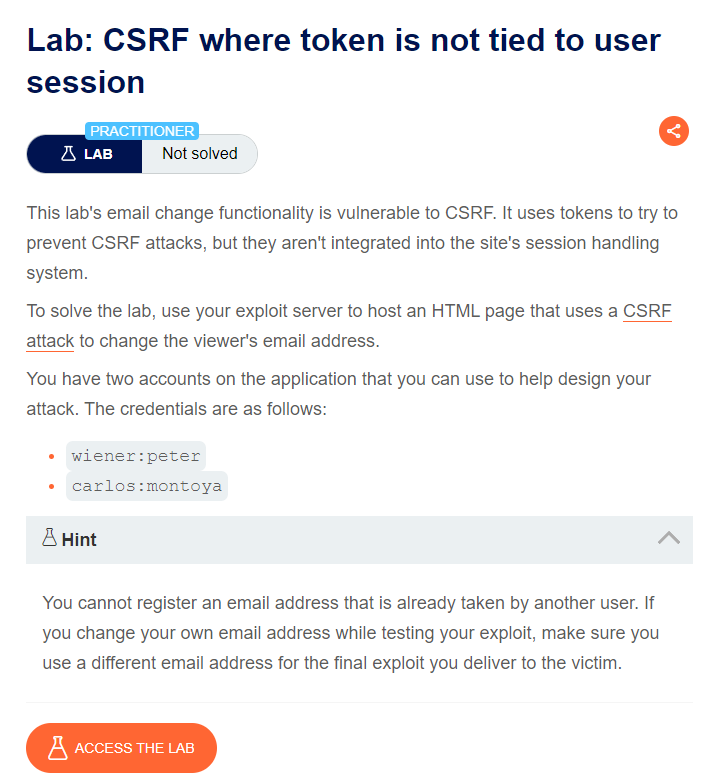 Lab: CSRF where token is not tied to user
session
PRACTITIONER
LAB
Not solved
This lab's email change functionality is vulnerable to CSRF. It uses tokens to try to
prevent CSRF attacks, but they aren't integrated into the site's session handling
system.
To solve the lab, use your exploit server to host an HTML page that uses a CSRF
attack to change the viewer's email address.
You have two accounts on the application that you can use to help design your
attack. The credentials are as follows:
wiener:peter
carlos:montoya
Hint
You cannot register an email address that is already taken by another user. If
you change your own email address while testing your exploit, make sure you
use a different email address for the final exploit you deliver to the victim.
ACCESS THE LAB